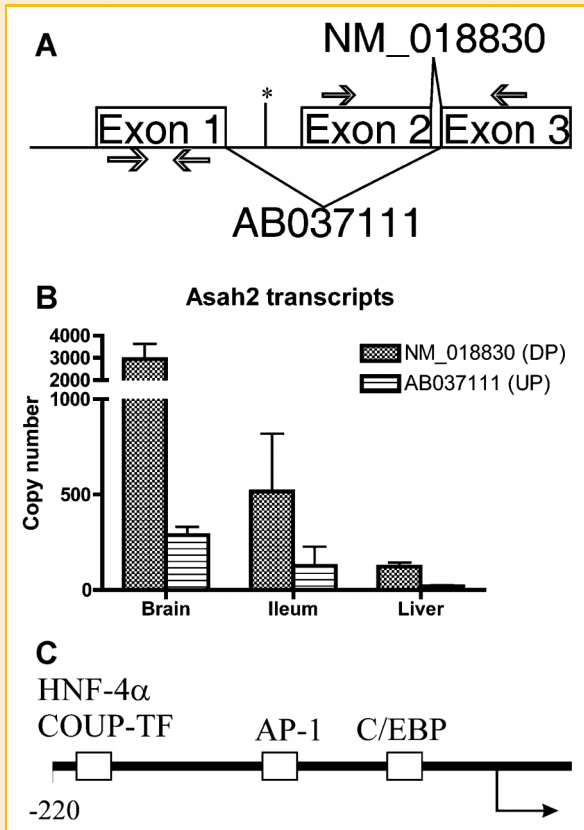 A
NM_018830
*
Exon 1
Exon 2
Exon 3
AB037111
B
Asah2 transcripts
4000
3000
2000
1000
500
0
Copy number
NM_018830 (DP)
AB037111 (UP)
Brain
Ileum
Liver
C
HNF-4α
COUP-TF
AP-1
C/EBP
-220